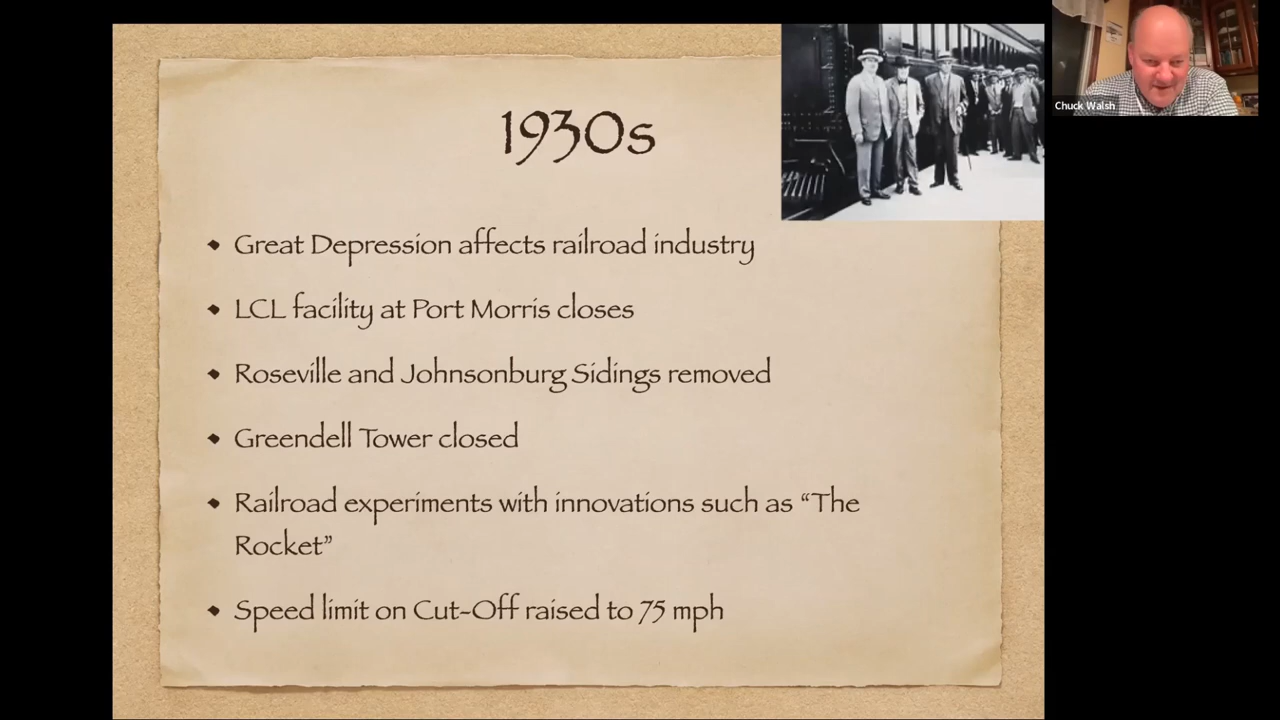 1930s
Great Depression affects railroad industry
LCL facility at Port Morris closes
Roseville and Johnsonburg Sidings removed
Greendell Tower closed
Railroad experiments with innovations such as “The
Rocket”
Speed limit on Cut-Off raised to 75 mph
Chuck Walsh